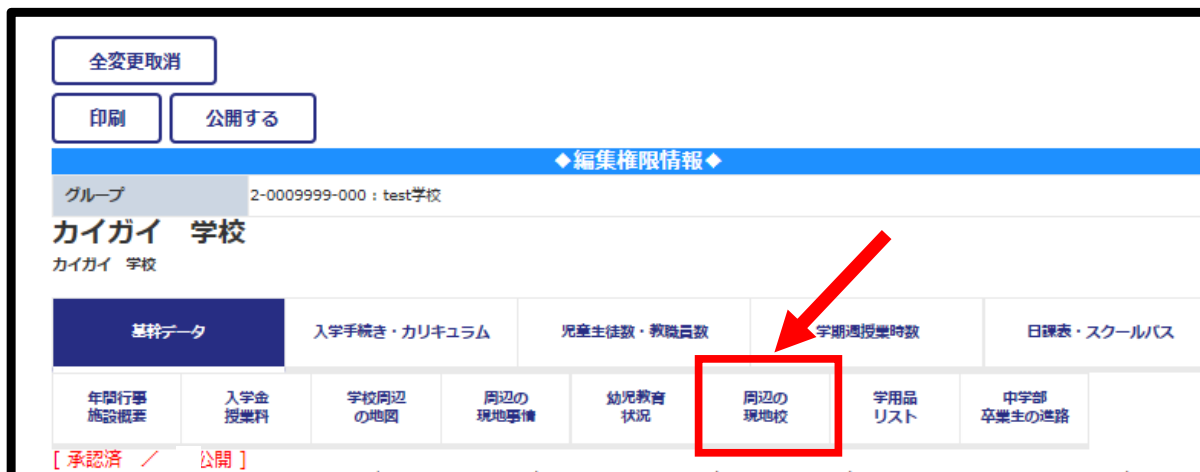 全変更取消
印刷 公開する
◆編集権限情報◆
グループ 2-0009999-000：test学校
カイガイ　学校
カイガイ　学校
基幹データ 入学手続き・カリキュラム 児童生徒数・教職員数 学期週授業時数 日課表・スクールバス
年間行事
施設概要
入学金
授業料
学校周辺
の地図
周辺の
現地事情
幼児教育
状況
周辺の
現地校
学用品
リスト
中学部
卒業生の進路
[ 承認済　／　公開 ]